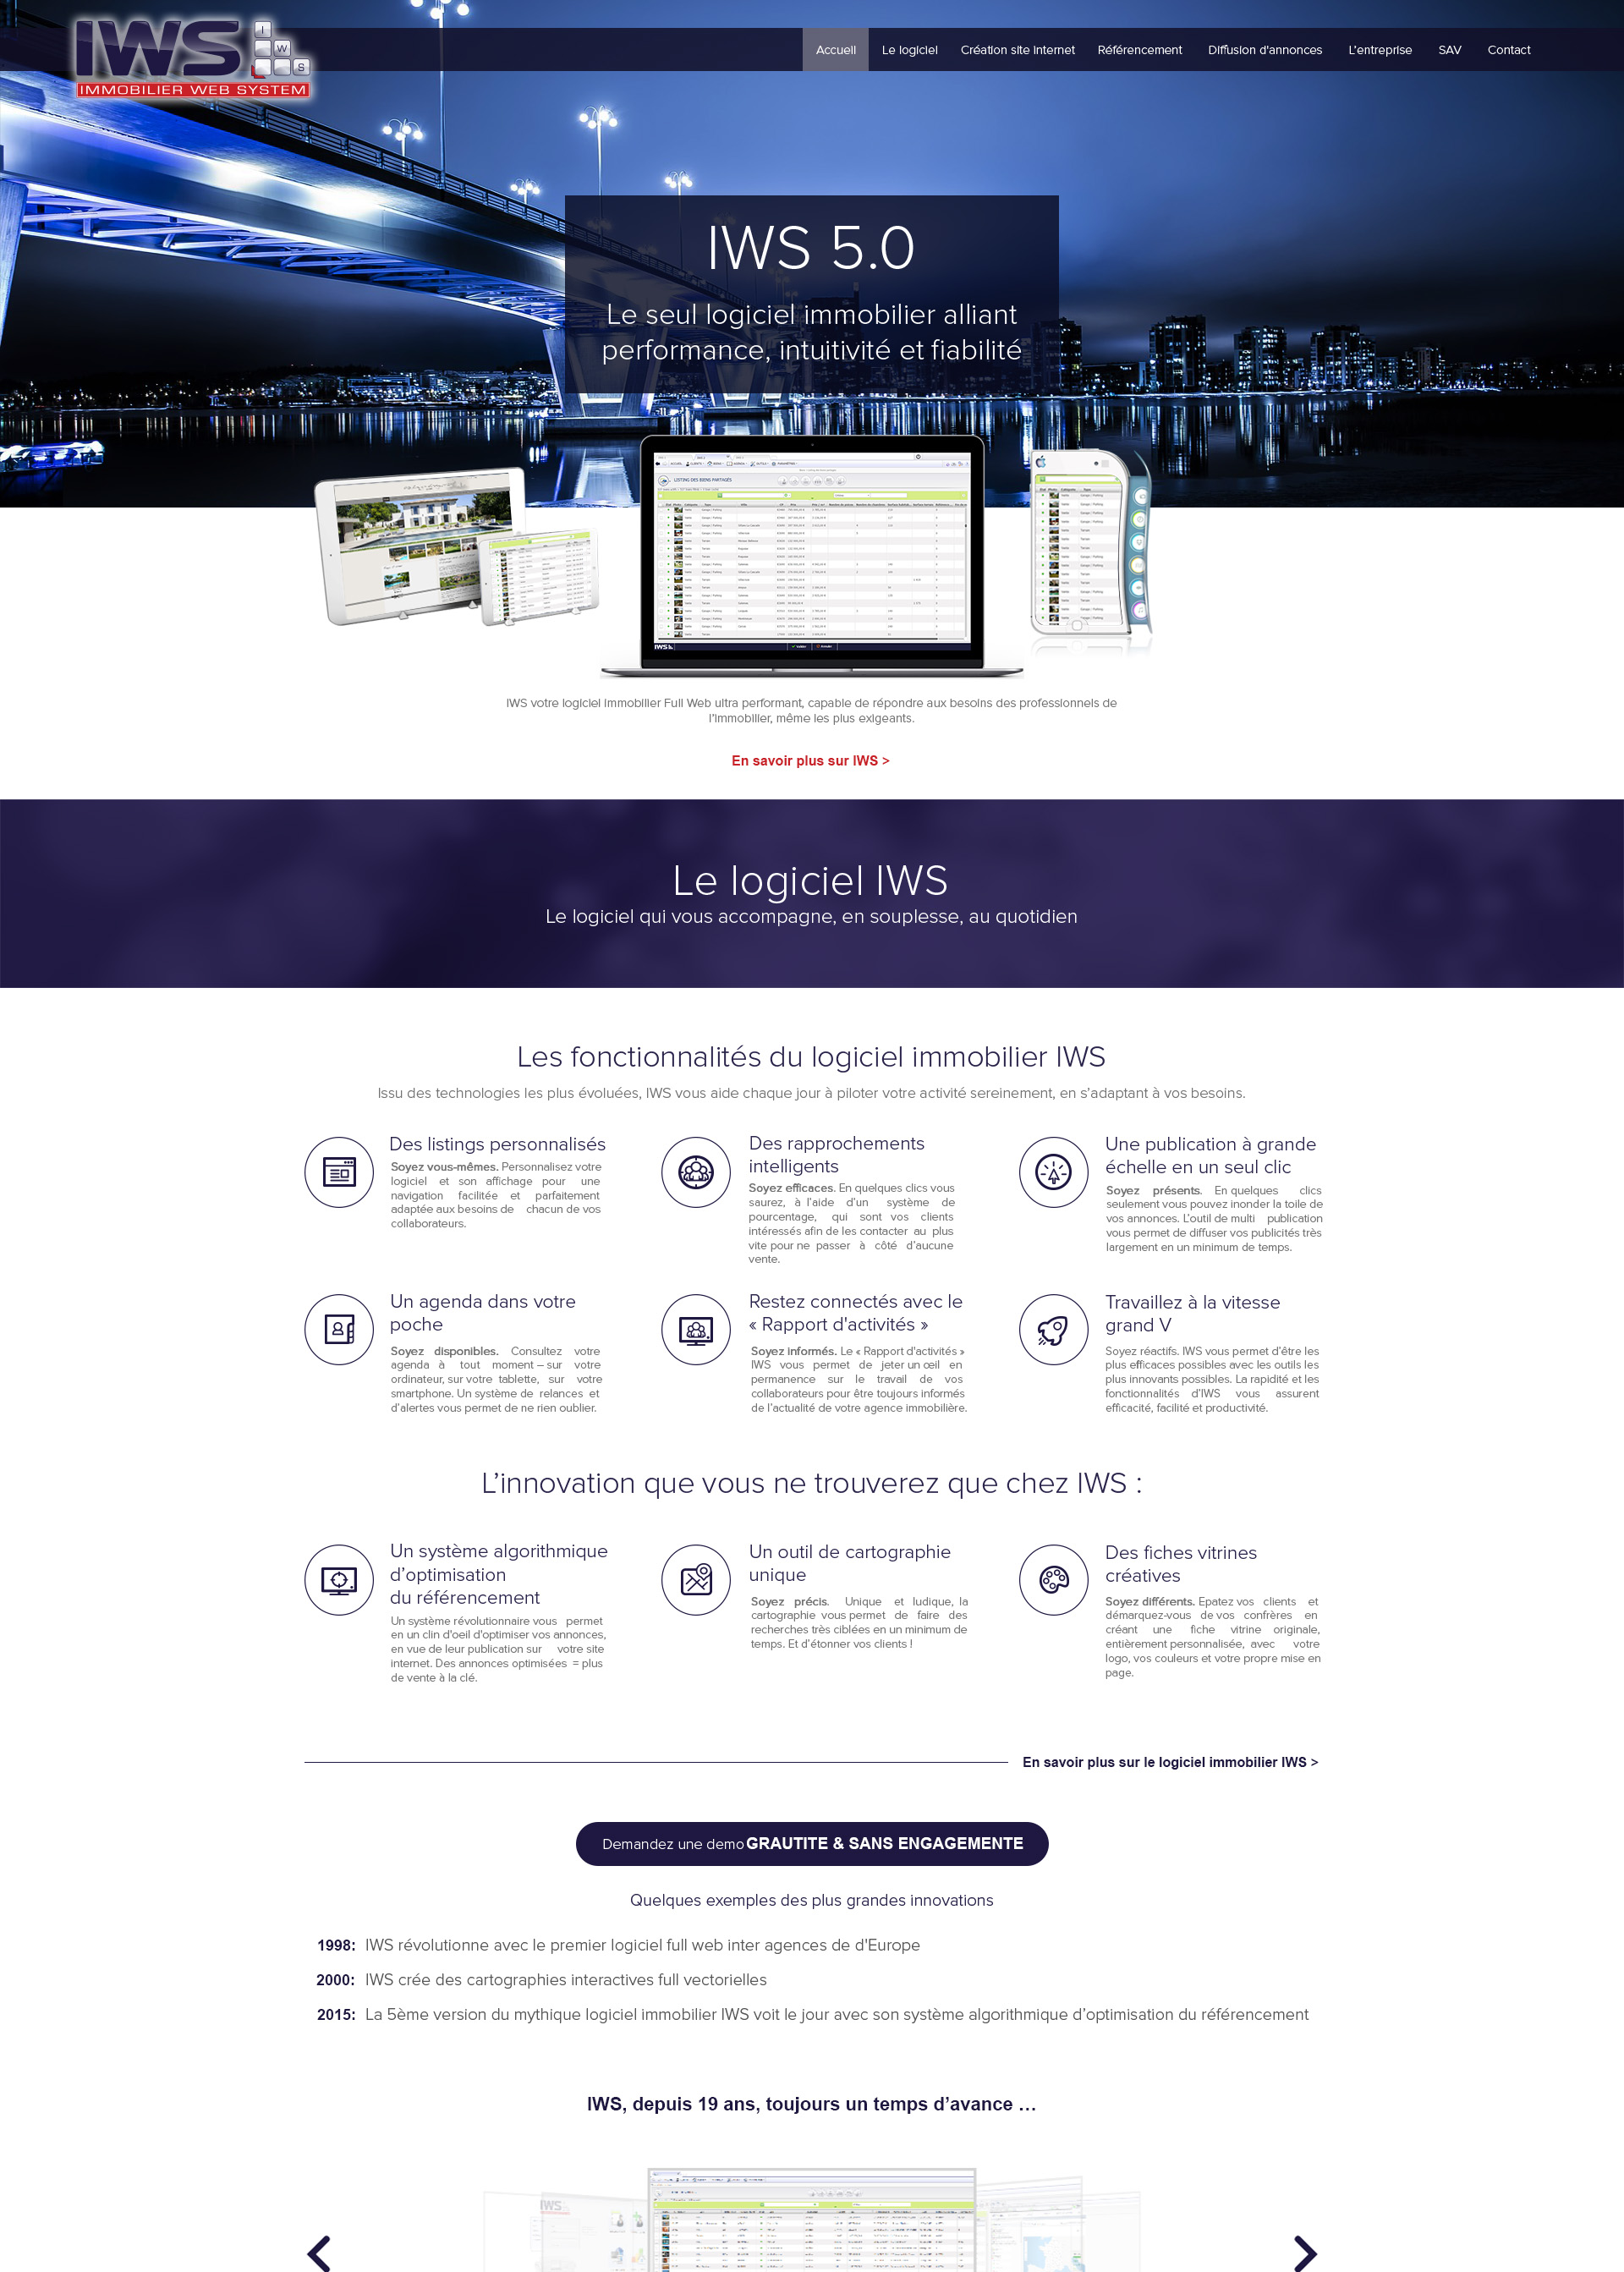 IWS
I
W
S
IMMOBILIER WEB SYSTEM
Accueil Le logiciel Création site internet Référencement Diffusion d'annonces L'entreprise SAV Contact
IWS 5.0
Le seul logiciel immobilier alliant
performance, intuitivité et fiabilité
LISTING DES BIENS PARTAGÉS
IWS
IWS votre logiciel immobilier Full Web ultra performant, capable de répondre aux besoins des professionnels de
l'immobilier, même les plus exigeants.
En savoir plus sur IWS >
Le logiciel IWS
Le logiciel qui vous accompagne, en souplesse, au quotidien
Les fonctionnalités du logiciel immobilier IWS
Issu des technologies les plus évoluées, IWS vous aide chaque jour à piloter votre activité sereinement, en s'adaptant à vos besoins.
Des listings personnalisés
Soyez vous-mêmes. Personnalisez votre
logiciel et son affichage pour une
navigation facilitée et parfaitement
adaptée aux besoins de chacun de vos
collaborateurs.
Des rapprochements
intelligents
Soyez efficaces. En quelques clics vous
saurez, à l'aide d'un système de
pourcentage, qui sont vos clients
intéressés afin de les contacter au plus
vite pour ne passer à côté d'aucune
vente.
Une publication à grande
échelle en un seul clic
Soyez présents. En quelques clics
seulement vous pouvez inonder la toile de
vos annonces. L'outil de multi publication
vous permet de diffuser vos publicités très
largement en un minimum de temps.
Un agenda dans votre
poche
Soyez disponibles. Consultez votre
agenda à tout moment – sur votre
ordinateur, sur votre tablette, sur votre
smartphone. Un système de relances et
d'alertes vous permet de ne rien oublier.
Restez connectés avec le
« Rapport d'activités »
Soyez informés. Le « Rapport d'activités »
IWS vous permet de jeter un œil en
permanence sur le travail de vos
collaborateurs pour être toujours informés
de l'actualité de votre agence immobilière.
Travaillez à la vitesse
grand V
Soyez réactifs. IWS vous permet d'être les
plus efficaces possibles avec les outils les
plus innovants possibles. La rapidité et les
fonctionnalités d'IWS vous assurent
efficacité, facilité et productivité.
L'innovation que vous ne trouverez que chez IWS :
Un système algorithmique
d'optimisation
du référencement
Un système révolutionnaire vous permet
en un clin d'oeil d'optimiser vos annonces,
en vue de leur publication sur votre site
internet. Des annonces optimisées = plus
de vente à la clé.
Un outil de cartographie
unique
Soyez précis. Unique et ludique, la
cartographie vous permet de faire des
recherches très ciblées en un minimum de
temps. Et d'étonner vos clients !
Des fiches vitrines
créatives
Soyez différents. Epatez vos clients et
démarquez-vous de vos confrères en
créant une fiche vitrine originale,
entièrement personnalisée, avec votre
logo, vos couleurs et votre propre mise en
page.
En savoir plus sur le logiciel immobilier IWS >
Demandez une demo GRAUTITE & SANS ENGAGEMENTE
Quelques exemples des plus grandes innovations
1998: IWS révolutionne avec le premier logiciel full web inter agences de d'Europe
2000: IWS crée des cartographies interactives full vectorielles
2015: La 5ème version du mythique logiciel immobilier IWS voit le jour avec son système algorithmique d'optimisation du référencement
IWS, depuis 19 ans, toujours un temps d'avance ...
IWS